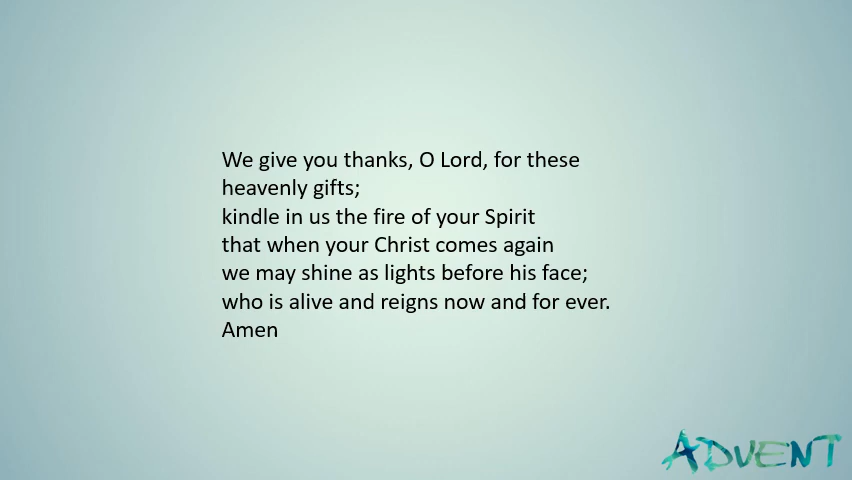 We give you thanks, O Lord, for these
heavenly gifts;
kindle in us the fire of your Spirit
that when your Christ comes again
we may shine as lights before his face;
who is alive and reigns now and for ever.
Amen
ADVENT